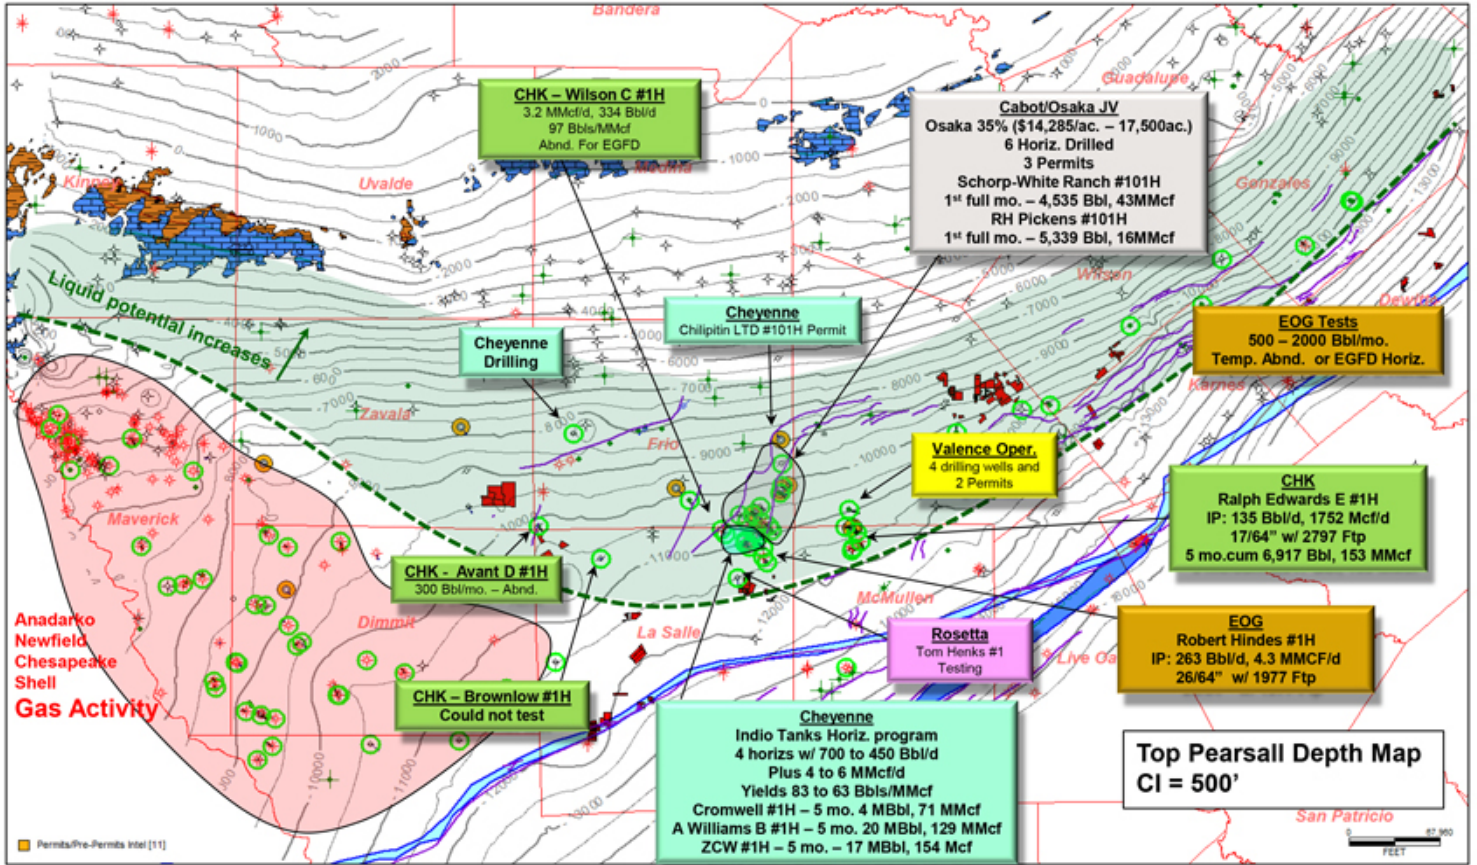 Bandera
Guadalupe
Kinney
Uvalde
Medina
Gonzales
Wilson
Dewitt
Karnes
Zavala
Frio
Maverick
Dimmit
La Salle
McMullen
Live Oa
San Patricio
CHK – Wilson C #1H
3.2 MMcf/d, 334 Bbl/d
97 Bbls/MMcf
Abnd. For EGFD
Cabot/Osaka JV
Osaka 35% ($14,285/ac. – 17,500ac.)
6 Horiz. Drilled
3 Permits
Schorp-White Ranch #101H
1st full mo. – 4,535 Bbl, 43MMcf
RH Pickens #101H
1st full mo. – 5,339 Bbl, 16MMcf
Liquid potential increases
Cheyenne
Drilling
Cheyenne
Chilipitin LTD #101H Permit
EOG Tests
500 – 2000 Bbl/mo.
Temp. Abnd. or EGFD Horiz.
Valence Oper.
4 drilling wells and
2 Permits
CHK
Ralph Edwards E #1H
IP: 135 Bbl/d, 1752 Mcf/d
17/64” w/ 2797 Ftp
5 mo.cum 6,917 Bbl, 153 MMcf
CHK - Avant D #1H
300 Bbl/mo. – Abnd.
Anadarko
Newfield
Chesapeake
Shell
Gas Activity
CHK – Brownlow #1H
Could not test
Rosetta
Tom Henks #1
Testing
EOG
Robert Hindes #1H
IP: 263 Bbl/d, 4.3 MMCF/d
26/64” w/ 1977 Ftp
Cheyenne
Indio Tanks Horiz. program
4 horizs w/ 700 to 450 Bbl/d
Plus 4 to 6 MMcf/d
Yields 83 to 63 Bbls/MMcf
Cromwell #1H – 5 mo. 4 MBbl, 71 MMcf
A Williams B #1H – 5 mo. 20 MBbl, 129 MMcf
ZCW #1H – 5 mo. – 17 MBbl, 154 Mcf
Top Pearsall Depth Map
CI = 500’
Permits/Pre-Permits Intel [11]
0
67,960
FEET